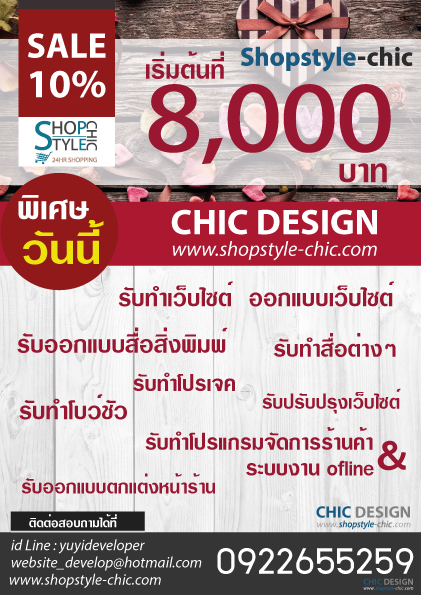 SALE
10%
SHOP CHIC
STYLE
24HR SHOPPING
Shopstyle-chic
เริ่มต้นที่
8,000
บาท
พิเศษ
วันนี้
CHIC DESIGN
www.shopstyle-chic.com
รับทำเว็บไซต์ ออกแบบเว็บไซต์
รับออกแบบสื่อสิ่งพิมพ์
รับทำสื่อต่างๆ
รับทำโปรเจค
รับทำโบว์ชัว
รับปรับปรุงเว็บไซต์
รับทำโปรแกรมจัดการร้านค้า
&
ระบบงาน ofline
รับออกแบบตกแต่งหน้าร้าน
CHIC DESIGN
www.shopstyle-chic.com
ติดต่อสอบถามได้ที่
id Line : yuyideveloper
website_develop@hotmail.com
www.shopstyle-chic.com
0922655259
CHIC DESIGN
www.shopstyle-chic.com